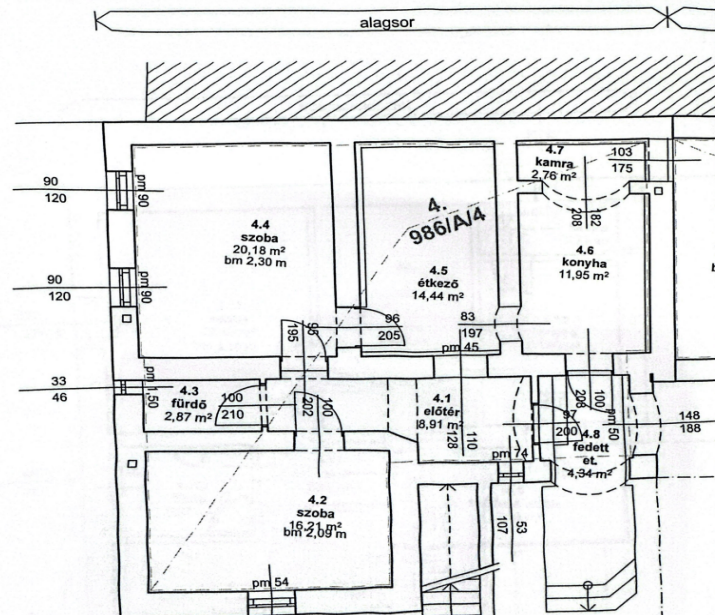 alagsor
4.7
kamra
2,76 m²
103
175
90
120
pm 90
4.
986/A/4
182
208
4.4
szoba
20,18 m²
bm 2,30 m
4.6
konyha
11,95 m²
4.5
étkező
14,44 m²
90
120
pm 90
95
195
96
205
83
197
pm 45
33
46
pm 1,50
4.3
fürdő
2,87 m²
100
210
100
202
4.1
előtér
8,91 m²
110
128
100
208
pm 50
97
200
4.8
fedett
et.
4,34 m²
148
188
pm 74
4.2
szoba
16,21 m²
bm 2,09 m
53
107
pm 54